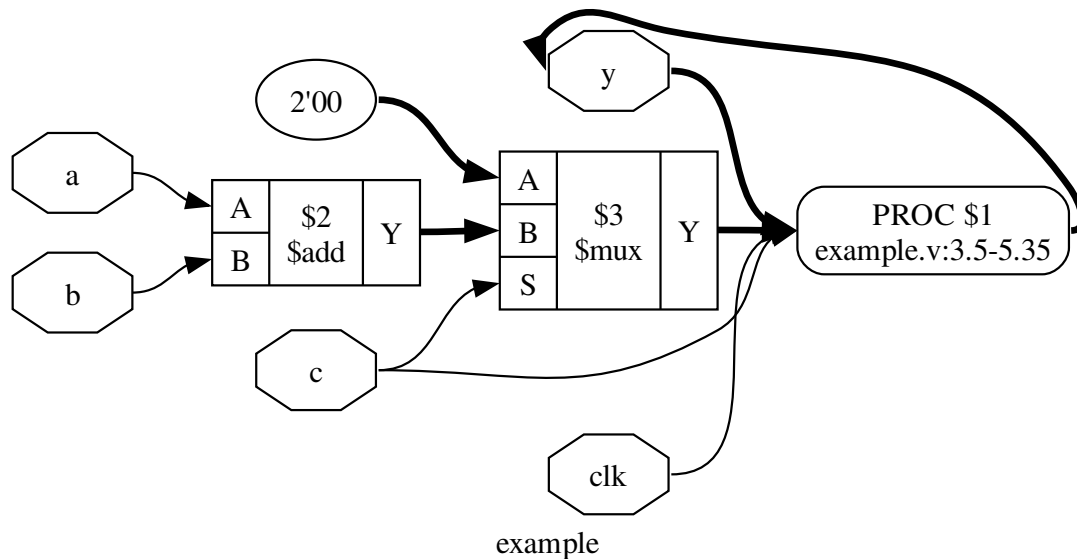 y
2'00
a
A
B
$2
$add
Y
A
B
S
$3
$mux
Y
PROC $1
example.v:3.5-5.35
b
c
clk
example